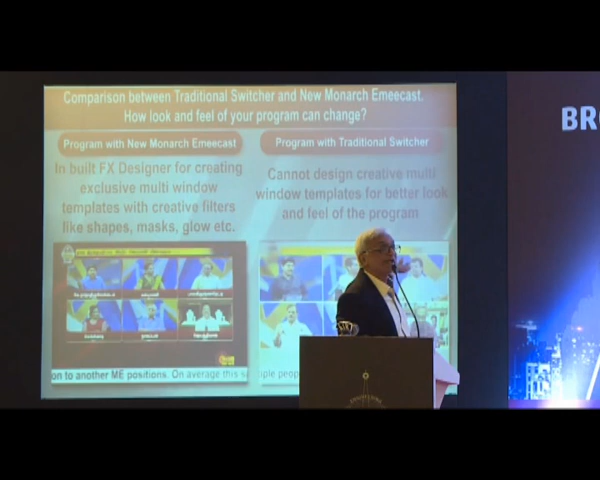 Comparison between Traditional Switcher and New Monarch Emeecast.
How look and feel of your program can change?
Program with New Monarch Emeecast
Program with Traditional Switcher
In built FX Designer for creating
exclusive multi window
templates with creative filters
like shapes, masks, glow etc.
Cannot design creative multi
window templates for better look
and feel of the program
on to another ME positions. On average this
iple peop
BR